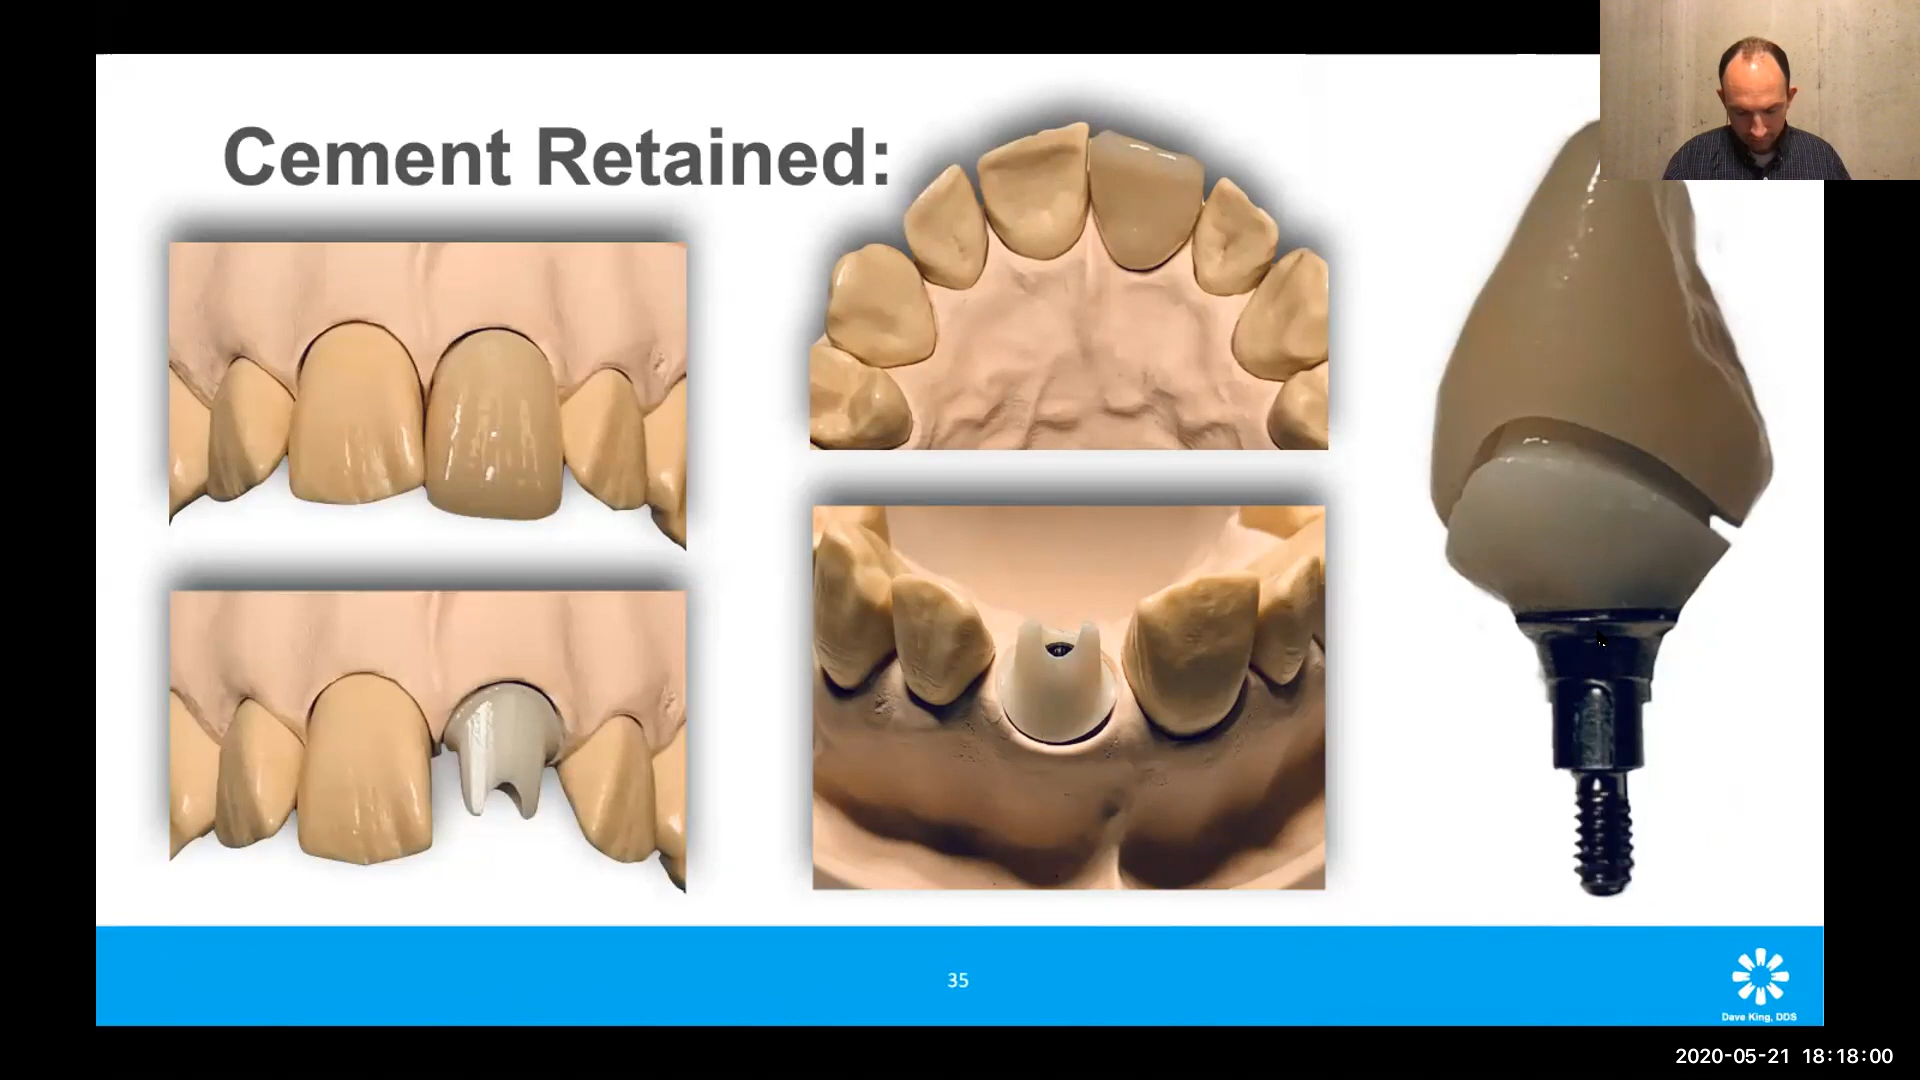 Cement Retained:
35
Dave King, DDS
2020-05-21 18:18:00